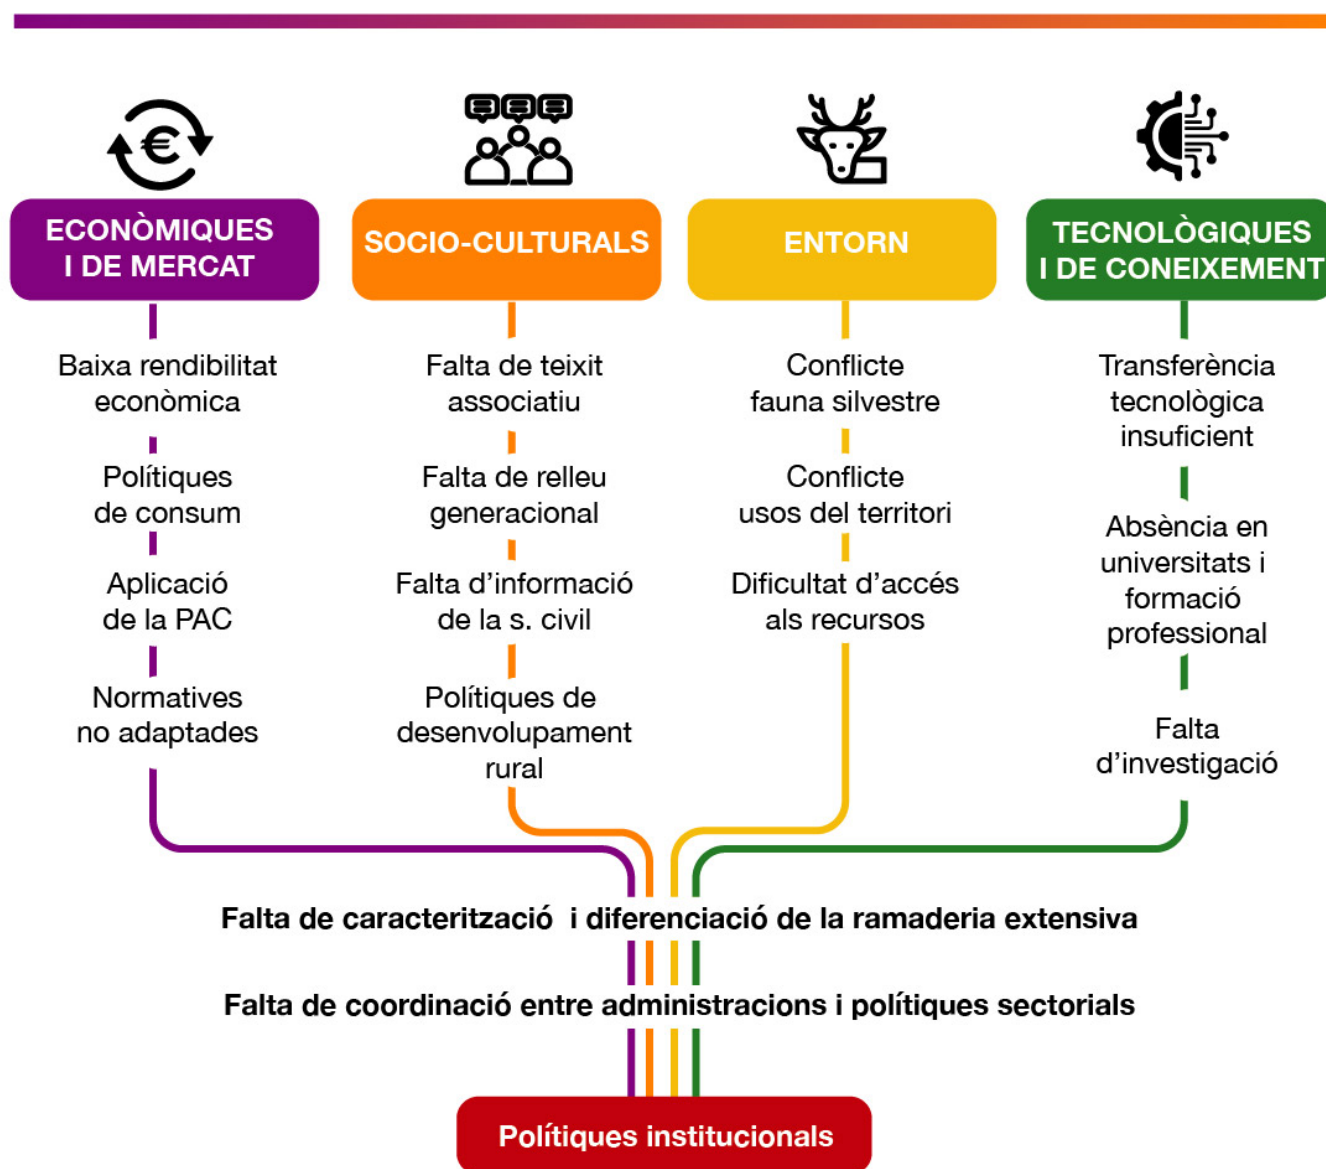 ECONÒMIQUES
I DE MERCAT
Baixa rendibilitat
econòmica
Polítiques
de consum
Aplicació
de la PAC
Normatives
no adaptades
SOCIO-CULTURALS
Falta de teixit
associatiu
Falta de relleu
generacional
Falta d’informació
de la s. civil
Polítiques de
desenvolupament
rural
ENTORN
Conflicte
fauna silvestre
Conflicte
usos del territori
Dificultat d’accés
als recursos
TECNOLÒGIQUES
I DE CONEIXEMENT
Transferència
tecnològica
insuficient
Absència en
universitats i
formació
professional
Falta
d’investigació
Falta de caracterització i diferenciació de la ramaderia extensiva
Falta de coordinació entre administracions i polítiques sectorials
Polítiques institucionals